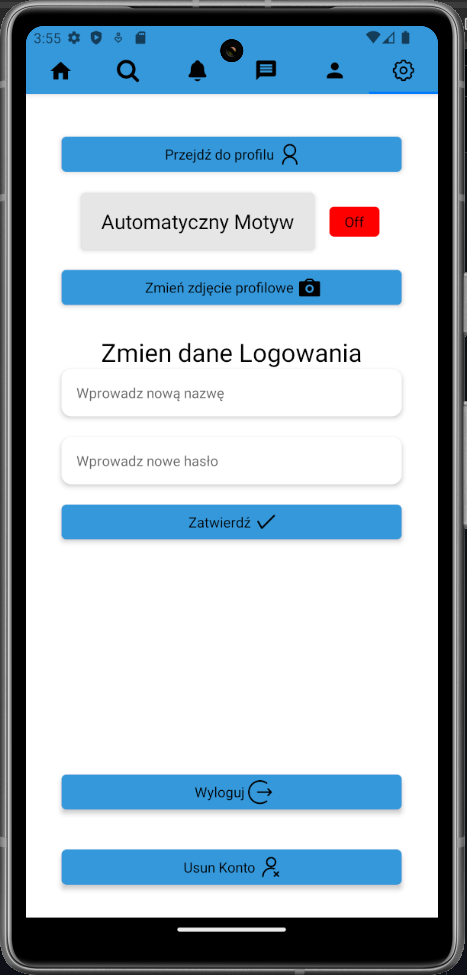 3:55
Przejdź do profilu
Automatyczny Motyw
Off
Zmień zdjęcie profilowe
Zmien dane Logowania
Wprowadz nową nazwę
Wprowadz nowe hasło
Zatwierdź
Wyloguj
Usun Konto